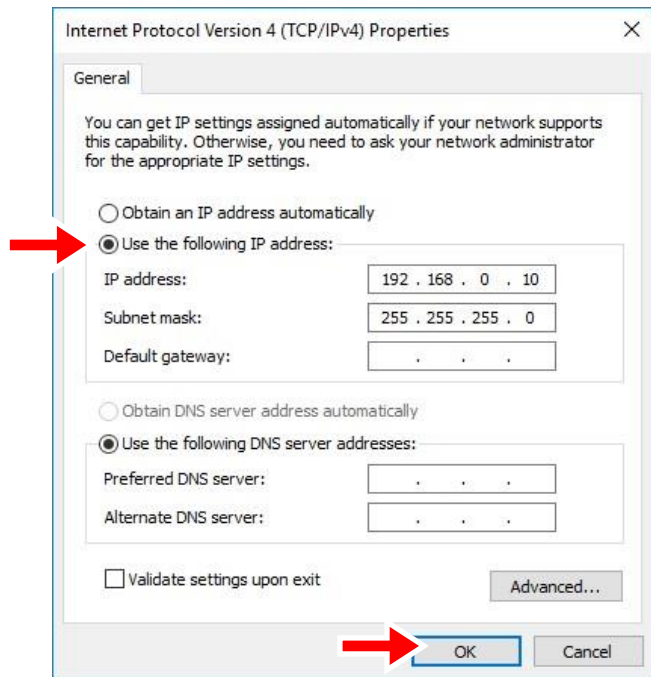 Internet Protocol Version 4 (TCP/IPv4) Properties
General
You can get IP settings assigned automatically if your network supports
this capability. Otherwise, you need to ask your network administrator
for the appropriate IP settings.
Obtain an IP address automatically
Use the following IP address:
IP address: 192 . 168 . 0 . 10
Subnet mask: 255 . 255 . 255 . 0
Default gateway: . . .
Obtain DNS server address automatically
Use the following DNS server addresses:
Preferred DNS server: . . .
Alternate DNS server: . . .
Validate settings upon exit
Advanced...
OK Cancel